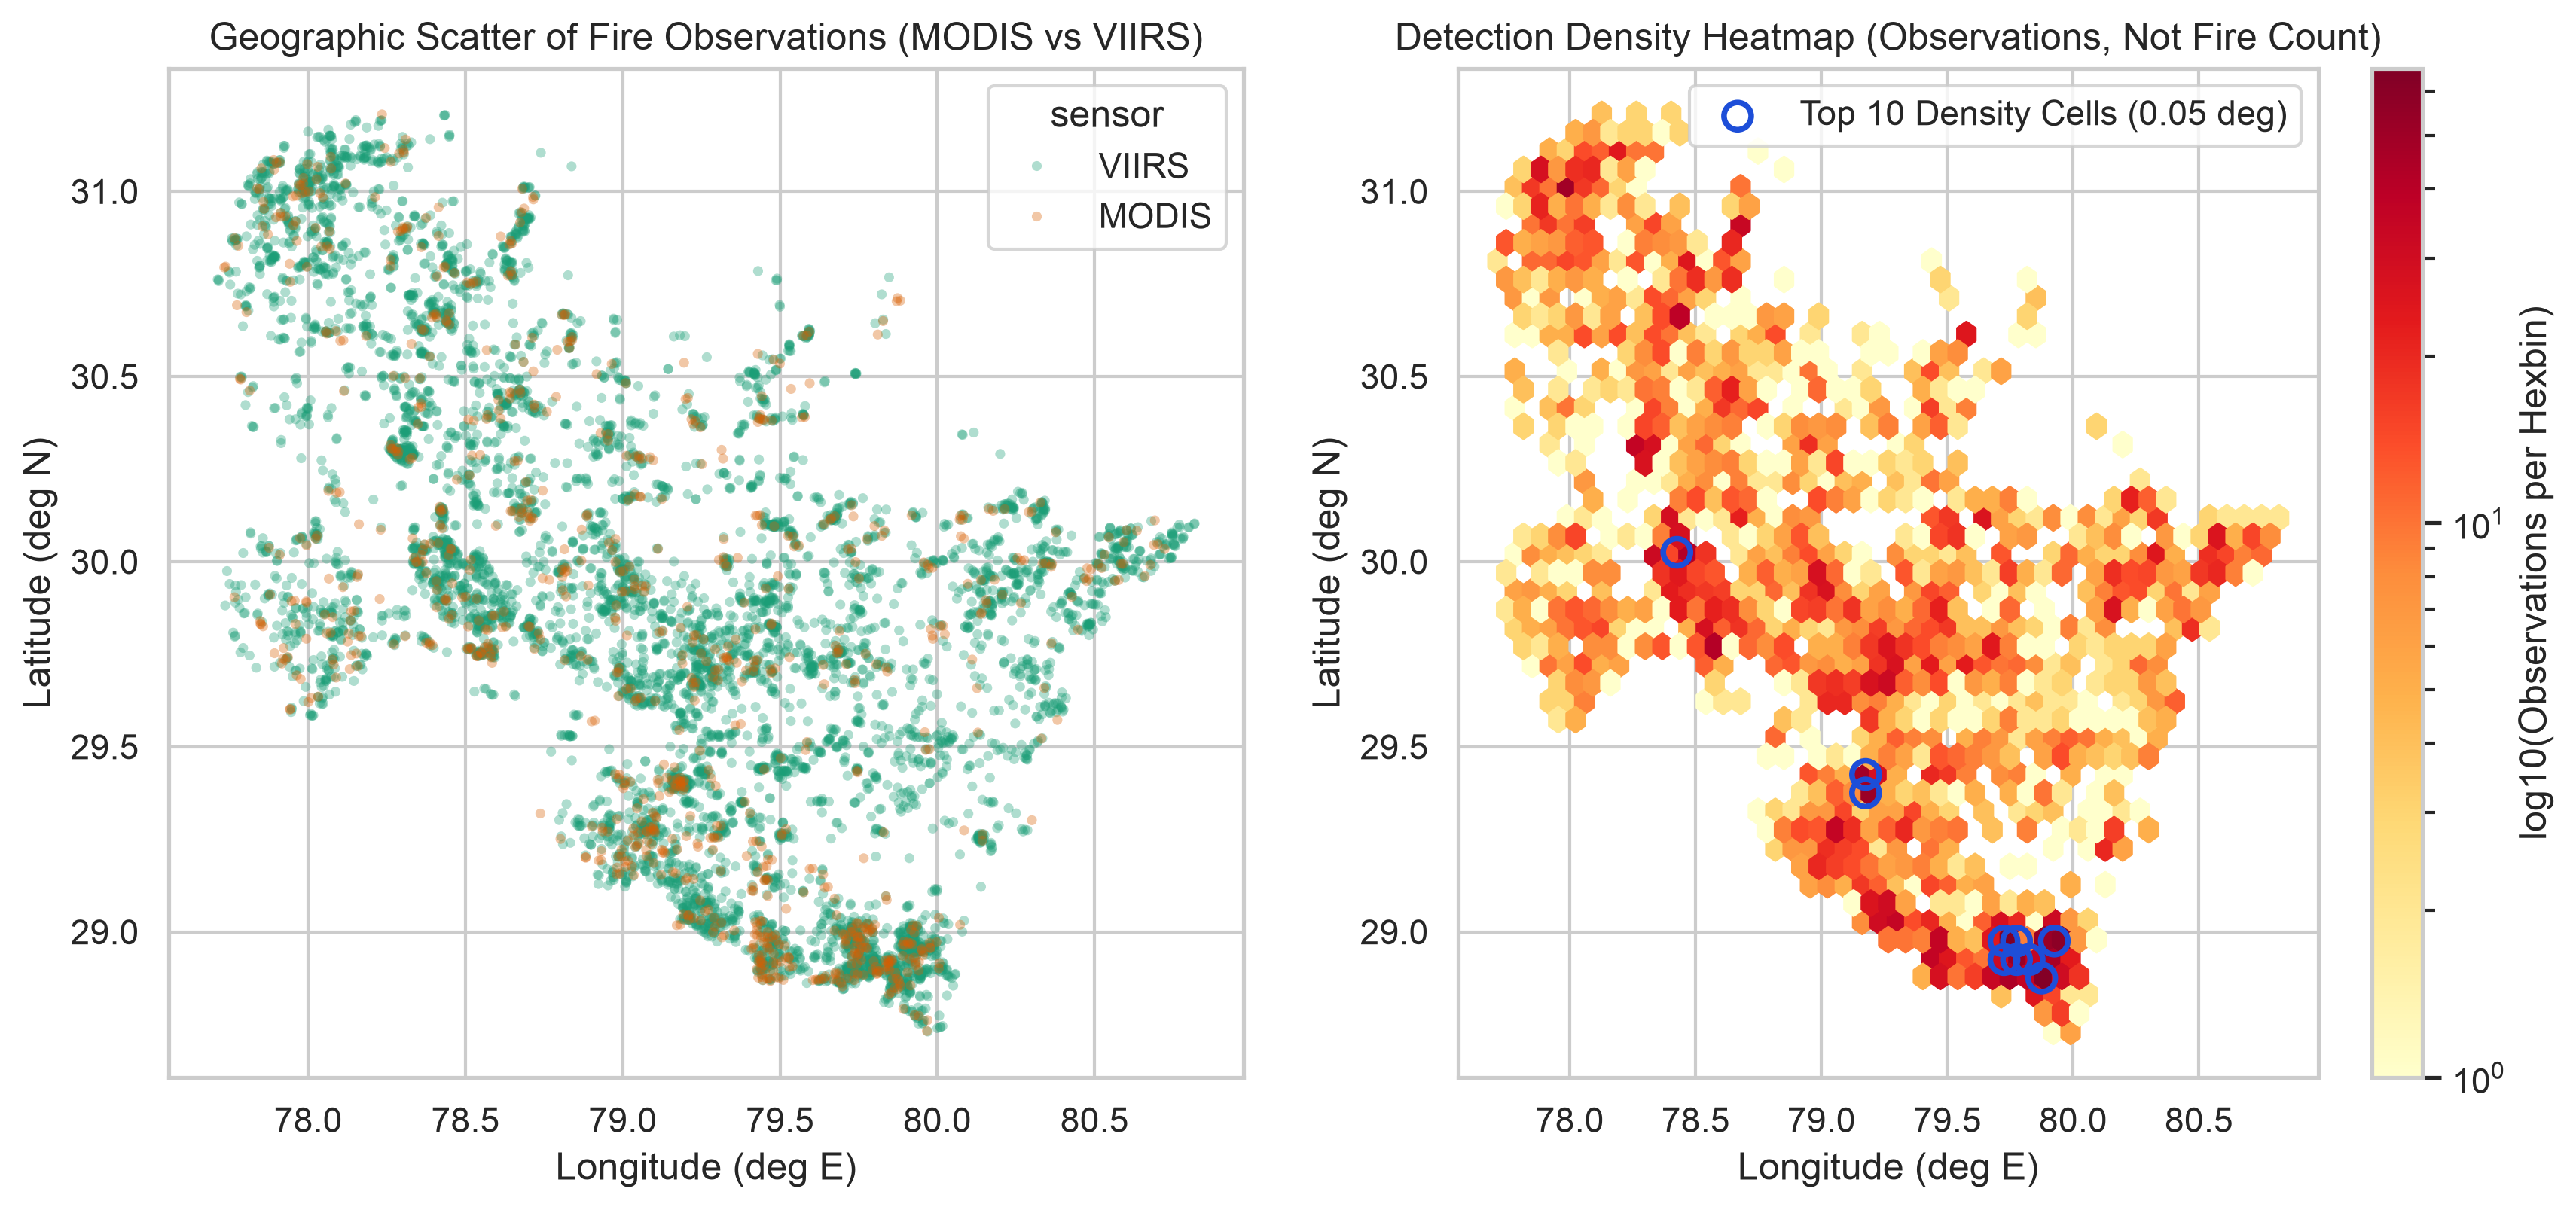 Geographic Scatter of Fire Observations (MODIS vs VIIRS)
sensor
VIIRS
MODIS
31.0
30.5
30.0
29.5
29.0
Latitude (deg N)
78.0 78.5 79.0 79.5 80.0 80.5
Longitude (deg E)
Detection Density Heatmap (Observations, Not Fire Count)
Top 10 Density Cells (0.05 deg)
31.0
30.5
30.0
29.5
29.0
Latitude (deg N)
78.0 78.5 79.0 79.5 80.0 80.5
Longitude (deg E)
10¹
10⁰
log10(Observations per Hexbin)